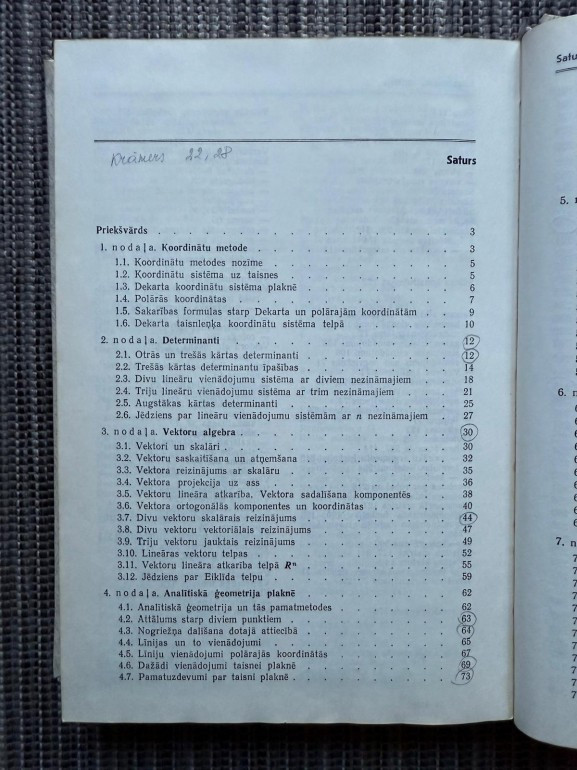 Krāmers 22, 28
Saturs
Priekšvārds . . . . . . . . . . 3
1. nodaļa. Koordinātu metode . . . . . . . . . . 3
1.1. Koordinātu metodes nozīme . . . . . . . . . . 5
1.2. Koordinātu sistēma uz taisnes . . . . . . . . . . 5
1.3. Dekarta koordinātu sistēma plaknē . . . . . . . . . . 6
1.4. Polārās koordinātas . . . . . . . . . . 7
1.5. Sakarības formulas starp Dekarta un polārajām koordinātām . . 9
1.6. Dekarta taisnleņķa koordinātu sistēma telpā . . . . . . 10
2. nodaļa. Determinanti . . . . . . . . . . 12
2.1. Otrās un trešās kārtas determinanti . . . . . . . . 12
2.2. Trešās kārtas determinantu īpašības . . . . . . . . 14
2.3. Divu lineāru vienādojumu sistēma ar diviem nezināmajiem . . 18
2.4. Triju lineāru vienādojumu sistēma ar trim nezināmajiem . . 21
2.5. Augstākas kārtas determinanti . . . . . . . . 25
2.6. Jēdziens par lineāru vienādojumu sistēmām ar n nezināmajiem . 27
3. nodaļa. Vektoru algebra . . . . . . . . . . 30
3.1. Vektori un skalāri . . . . . . . . . . 30
3.2. Vektoru saskaitīšana un atņemšana . . . . . . . . 32
3.3. Vektora reizinājums ar skalāru . . . . . . . . 35
3.4. Vektora projekcija uz ass . . . . . . . . 36
3.5. Vektoru lineāra atkarība. Vektora sadalīšana komponentēs . . 38
3.6. Vektora ortogonālās komponentes un koordinātas . . . . 40
3.7. Divu vektoru skalārais reizinājums . . . . . . . . 44
3.8. Divu vektoru vektoriālais reizinājums . . . . . . . . 47
3.9. Triju vektoru jauktais reizinājums . . . . . . . . 49
3.10. Lineāras vektoru telpas . . . . . . . . 52
3.11. Vektoru lineāra atkarība telpā Rⁿ . . . . . . . . 55
3.12. Jēdziens par Eiklīda telpu . . . . . . . . 59
4. nodaļa. Analītiskā ģeometrija plaknē . . . . . . . . 62
4.1. Analītiskā ģeometrija un tās pamatmetodes . . . . . . 62
4.2. Attālums starp diviem punktiem . . . . . . . . 63
4.3. Nogriežņa dalīšana dotajā attiecībā . . . . . . . . 64
4.4. Līnijas un to vienādojumi . . . . . . . . 65
4.5. Līniju vienādojumi polārajās koordinātās . . . . . . 67
4.6. Dažādi vienādojumi taisnei plaknē . . . . . . . . 69
4.7. Pamatuzdevumi par taisni plaknē . . . . . . . . 73
Satu
5.
6. n
7. n